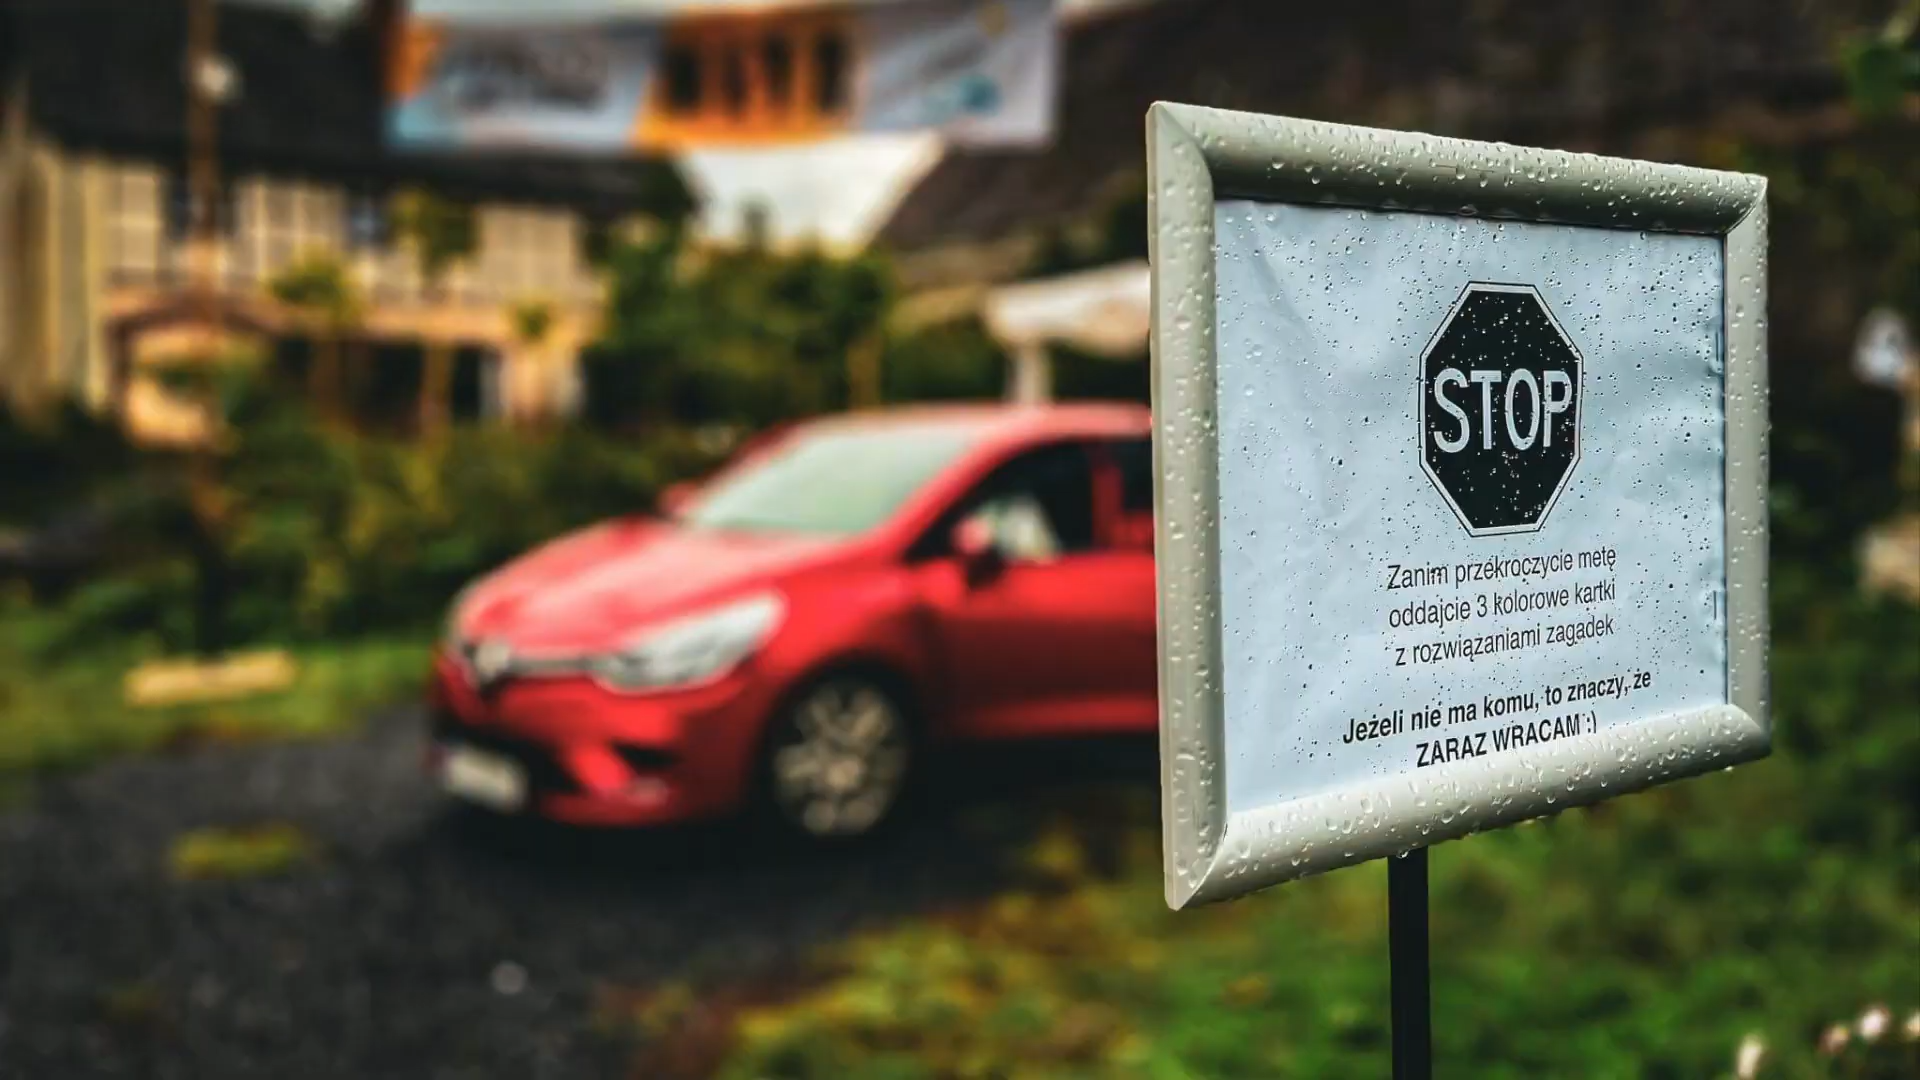 STOP
Zanim przekroczycie metę
oddajcie 3 kolorowe kartki
z rozwiązaniami zagadek
Jeżeli nie ma komu, to znaczy, że
ZARAZ WRACAM :)